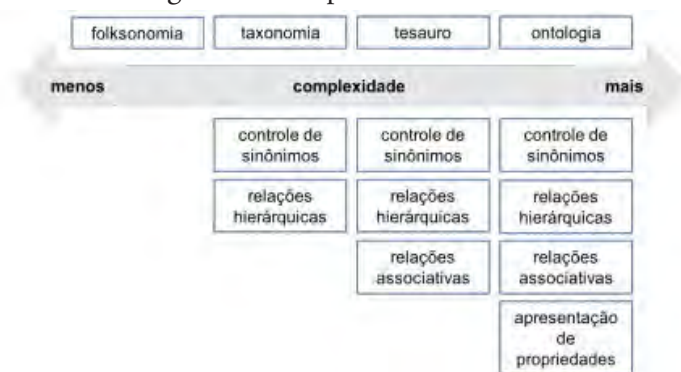 folksonomia taxonomia tesauro ontologia
menos complexidade mais
controle de sinônimos
controle de sinônimos
controle de sinônimos
relações hierárquicas
relações hierárquicas
relações hierárquicas
relações associativas
relações associativas
apresentação de propriedades